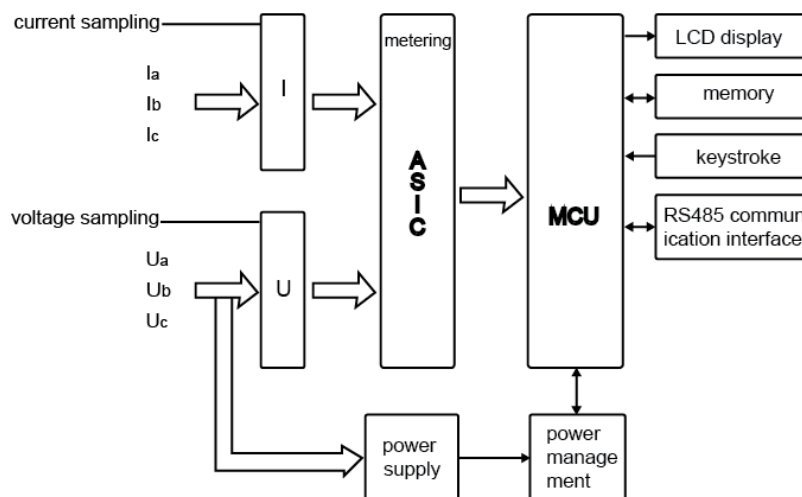 current sampling
Ia
Ib
Ic
I
metering
ASIC
MCU
LCD display
memory
keystroke
RS485 commun
ication interface
voltage sampling
Ua
Ub
Uc
U
power
supply
power
manage
ment